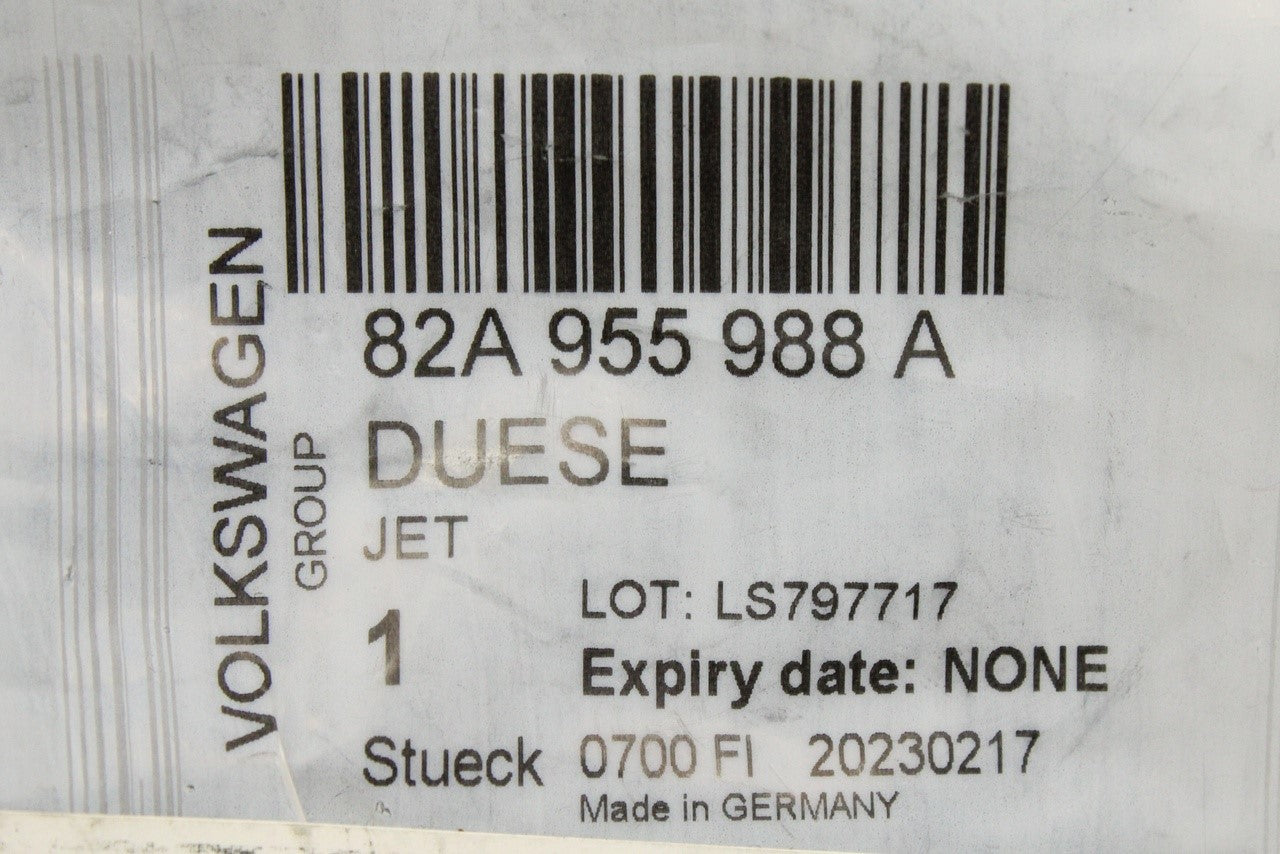 VOLKSWAGEN
GROUP
82A 955 988 A
DUESE
JET
1
LOT: LS797717
Expiry date: NONE
Stueck
0700 FI 20230217
Made in GERMANY